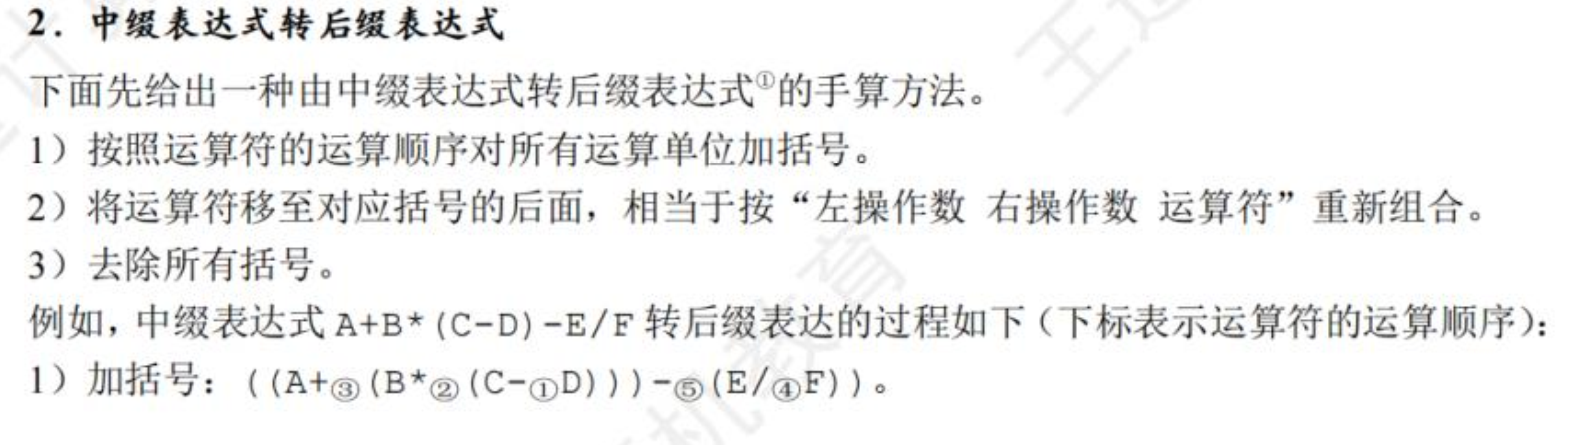 2. 中缀表达式转后缀表达式
下面先给出一种由中缀表达式转后缀表达式①的手算方法。
1）按照运算符的运算顺序对所有运算单位加括号。
2）将运算符移至对应括号的后面，相当于按“左操作数 右操作数 运算符”重新组合。
3）去除所有括号。
例如，中缀表达式 A+B*(C-D)-E/F 转后缀表达的过程如下（下标表示运算符的运算顺序）：
1）加括号：((A+③(B*②(C-①D)))-⑤(E/④F))。